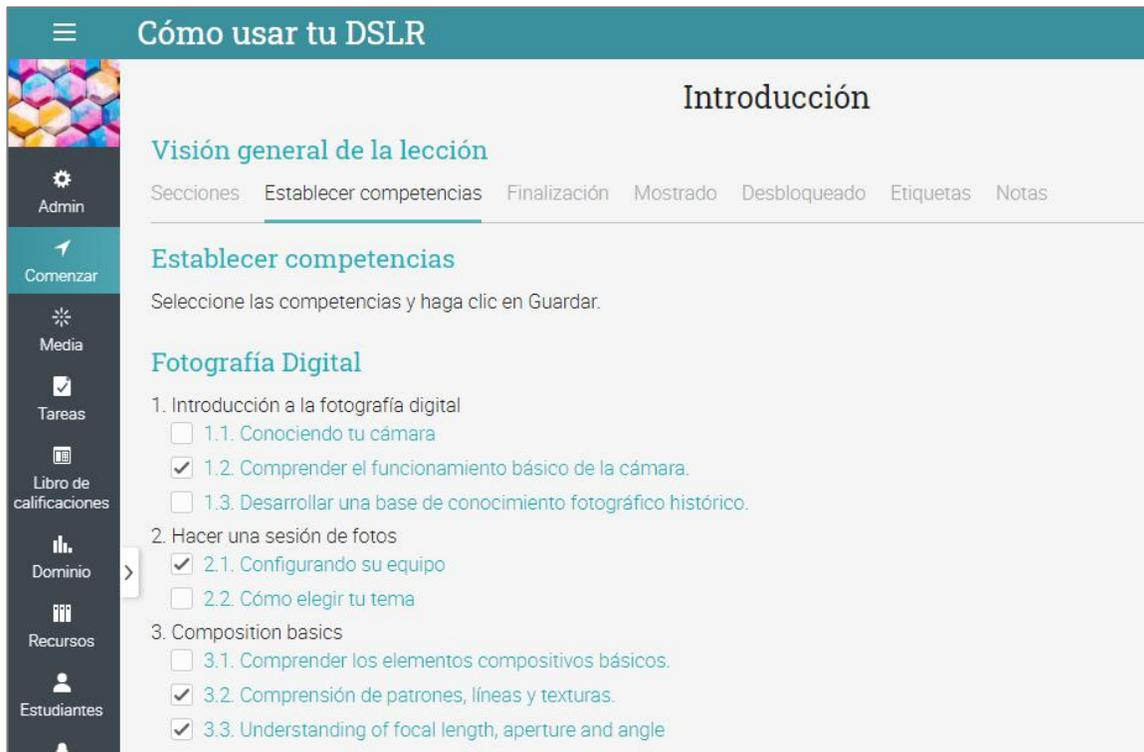 Cómo usar tu DSLR
Introducción
Visión general de la lección
Secciones Establecer competencias Finalización Mostrado Desbloqueado Etiquetas Notas
Establecer competencias
Seleccione las competencias y haga clic en Guardar.
Fotografía Digital
1. Introducción a la fotografía digital
1.1. Conociendo tu cámara
1.2. Comprender el funcionamiento básico de la cámara.
1.3. Desarrollar una base de conocimiento fotográfico histórico.
2. Hacer una sesión de fotos
2.1. Configurando su equipo
2.2. Cómo elegir tu tema
3. Composition basics
3.1. Comprender los elementos compositivos básicos.
3.2. Comprensión de patrones, líneas y texturas.
3.3. Understanding of focal length, aperture and angle
Admin
Comenzar
Media
Tareas
Libro de
calificaciones
Dominio
Recursos
Estudiantes